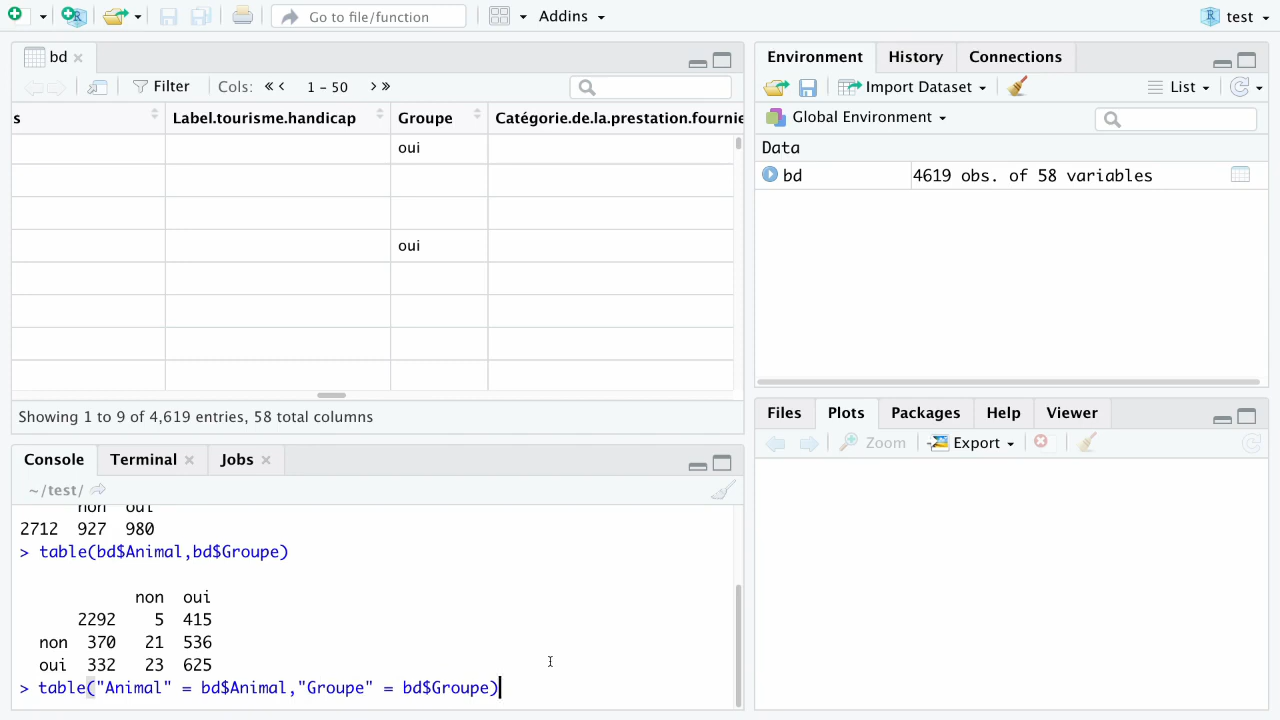 Go to file/function
Addins
test
bd
Filter
Cols:
1 - 50
s
Label.tourisme.handicap
Groupe
Catégorie.de.la.prestation.fournie
oui
oui
Showing 1 to 9 of 4,619 entries, 58 total columns
Console
Terminal
Jobs
~/test/
non oui
2712 927 980
> table(bd$Animal,bd$Groupe)
non oui
2292 5 415
non 370 21 536
oui 332 23 625
> table("Animal" = bd$Animal,"Groupe" = bd$Groupe)
Environment
History
Connections
Import Dataset
List
Global Environment
Data
bd
4619 obs. of 58 variables
Files
Plots
Packages
Help
Viewer
Zoom
Export